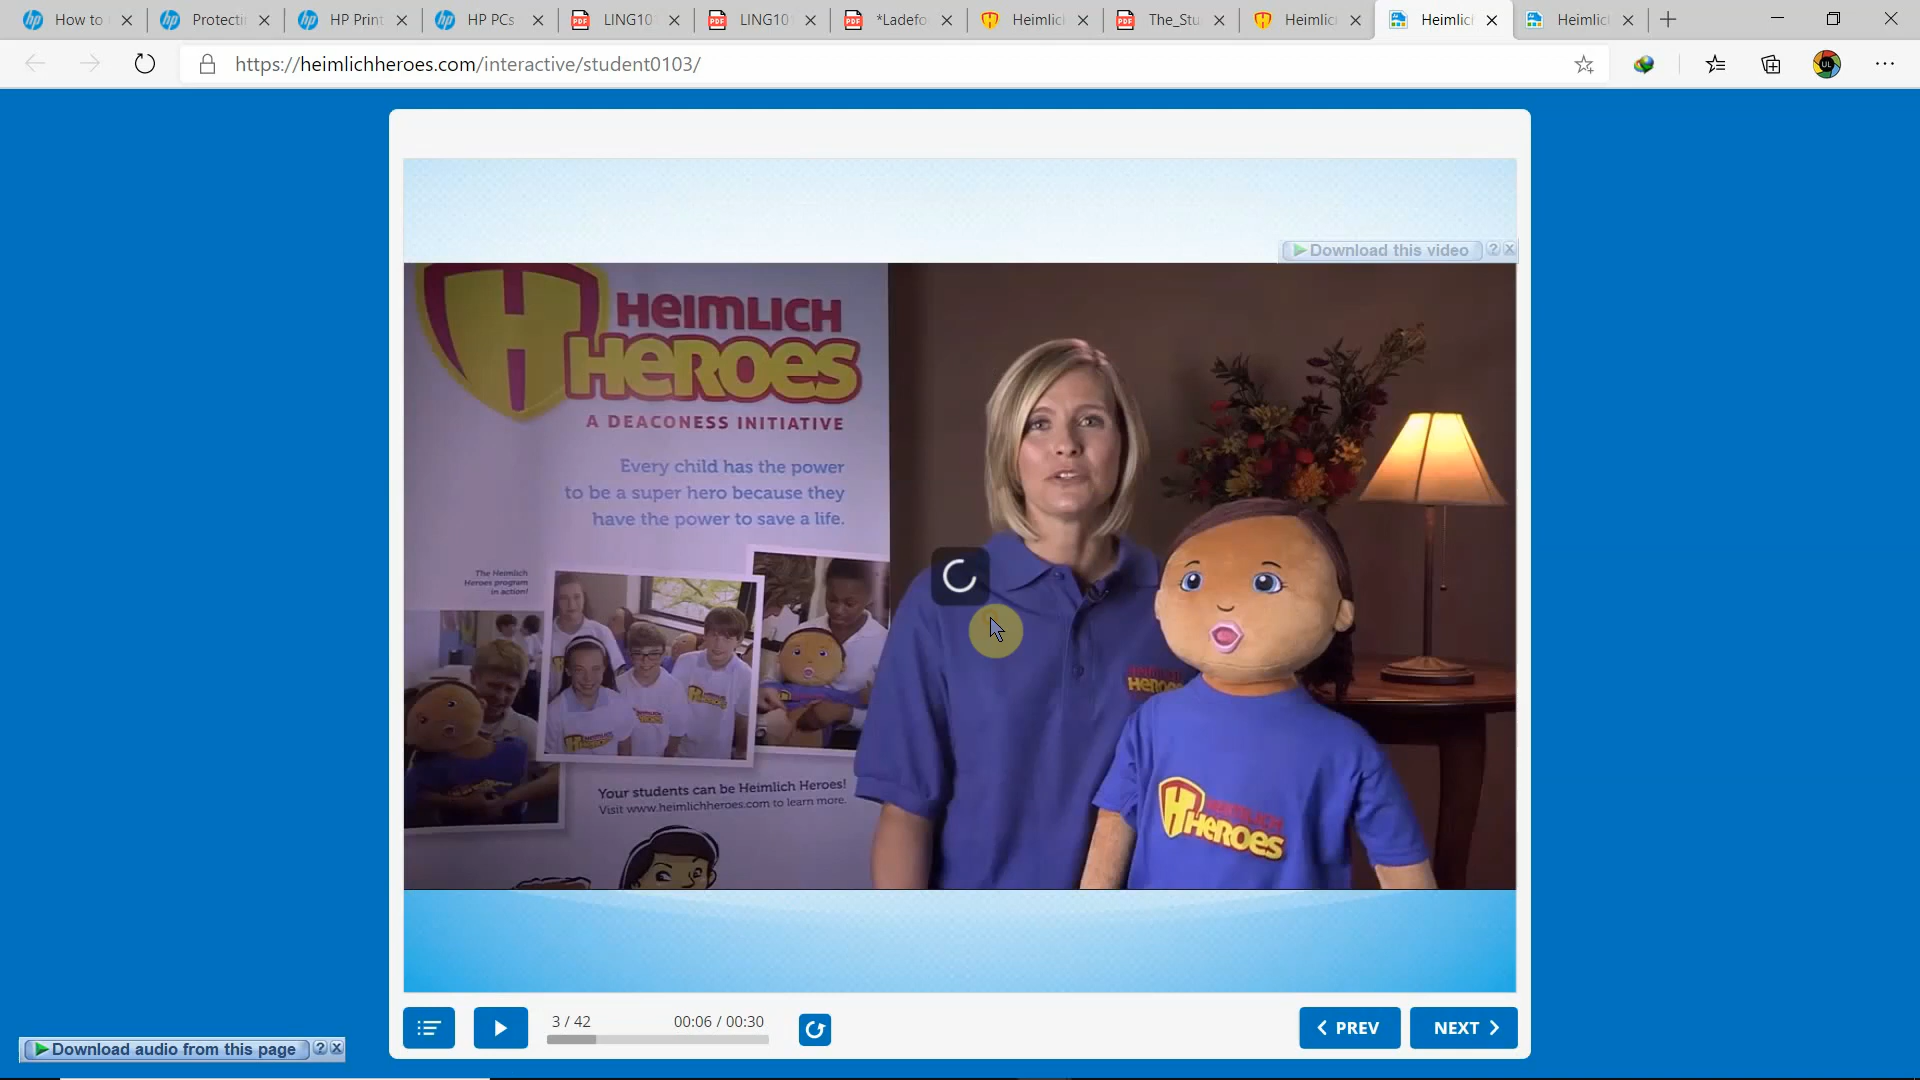 How to
Protecti
HP Print
HP PCs
LING10
LING10
*Ladefo
Heimlic
The_Stu
Heimlic
Heimlic
Heimlic
https://heimlichheroes.com/interactive/student0103/
UL
Download this video
HEIMLICH
HEROES
A DEACONESS INITIATIVE
Every child has the power
to be a super hero because they
have the power to save a life.
The Heimlich
Heroes program
in action!
Your students can be Heimlich Heroes!
Visit www.heimlichheroes.com to learn more.
HEIMLICH
HEROES
HEIMLICH
HEROES
3 / 42
00:06 / 00:30
PREV
NEXT
Download audio from this page